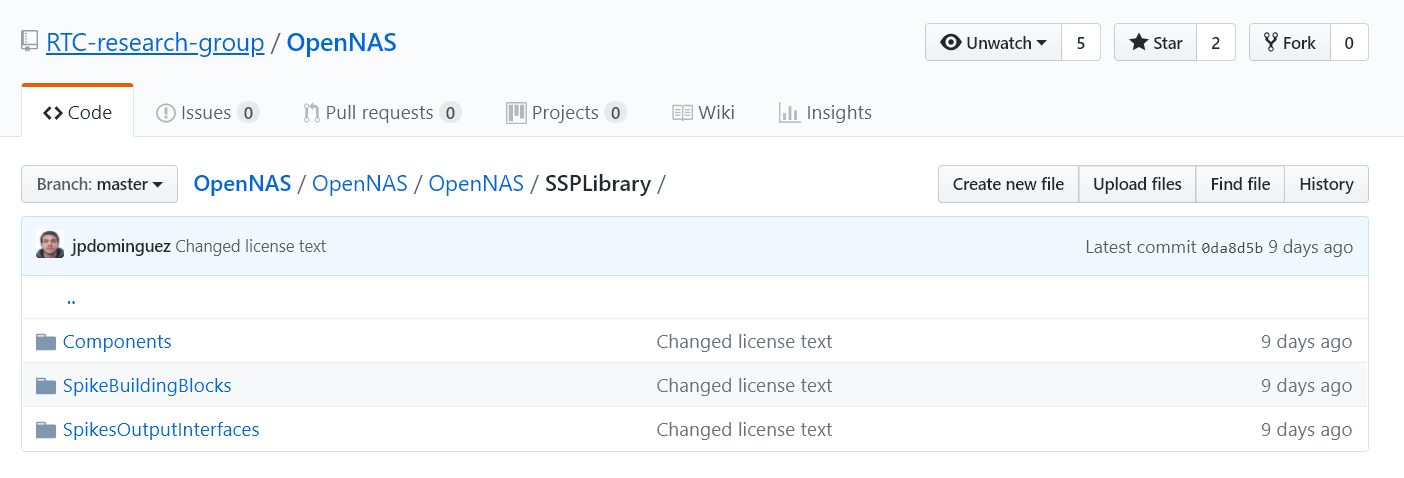 RTC-research-group / OpenNAS Unwatch 5 Star 2 Fork 0
Code Issues 0 Pull requests 0 Projects 0 Wiki Insights
Branch: master OpenNAS / OpenNAS / OpenNAS / SSPLibrary / Create new file Upload files Find file History
jpdominguez Changed license text Latest commit 0da8d5b 9 days ago
..
Components Changed license text 9 days ago
SpikeBuildingBlocks Changed license text 9 days ago
SpikesOutputInterfaces Changed license text 9 days ago